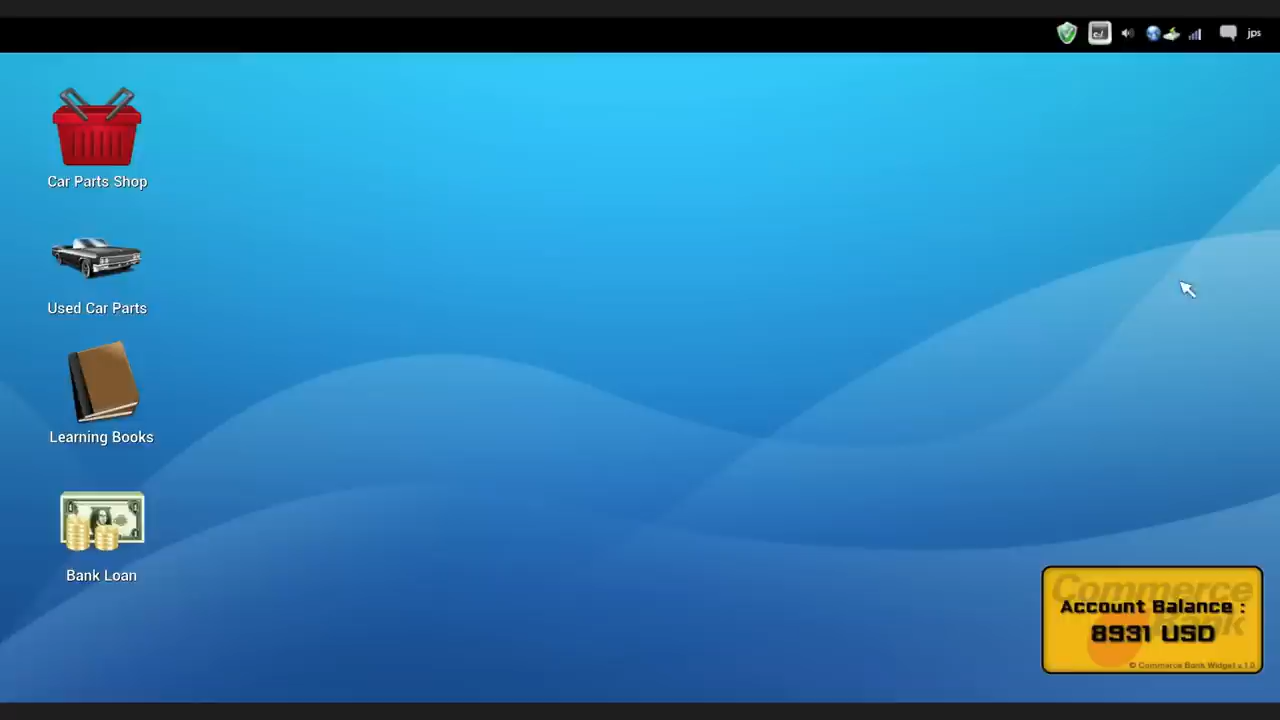 c:/
jps
Car Parts Shop
Used Car Parts
Learning Books
Bank Loan
Commerce
Bank
Account Balance :
8931 USD
© Commerce Bank Widget v.1.0